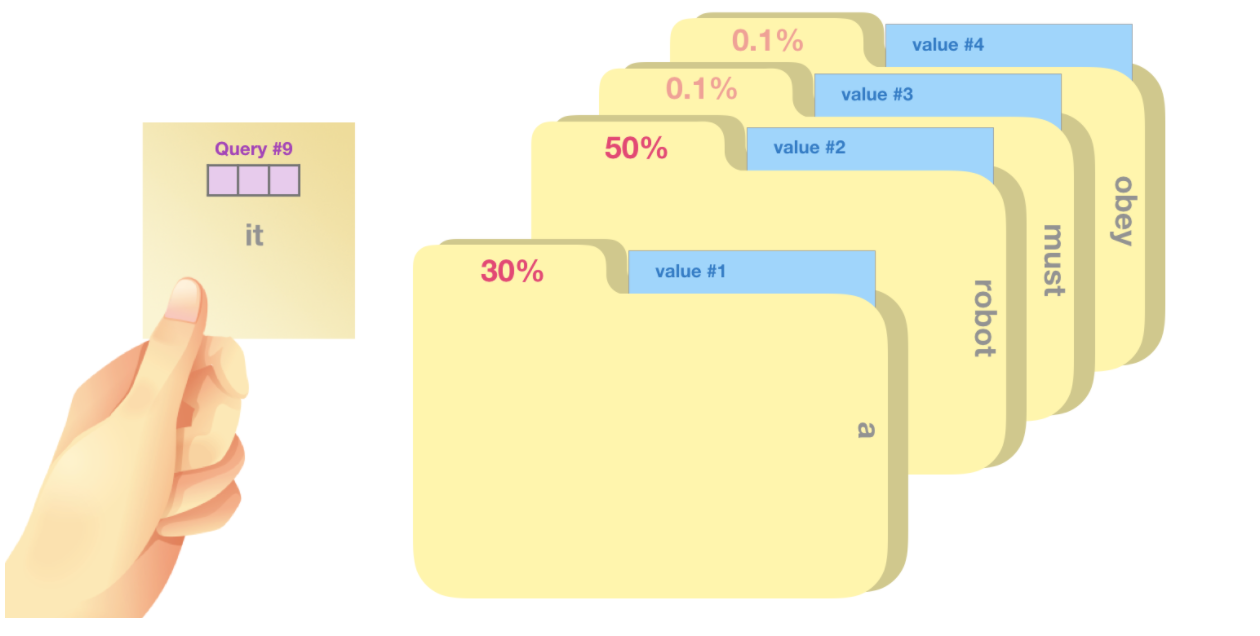 Query #9
it
0.1%
value #4
obey
0.1%
value #3
must
50%
value #2
robot
30%
value #1
a